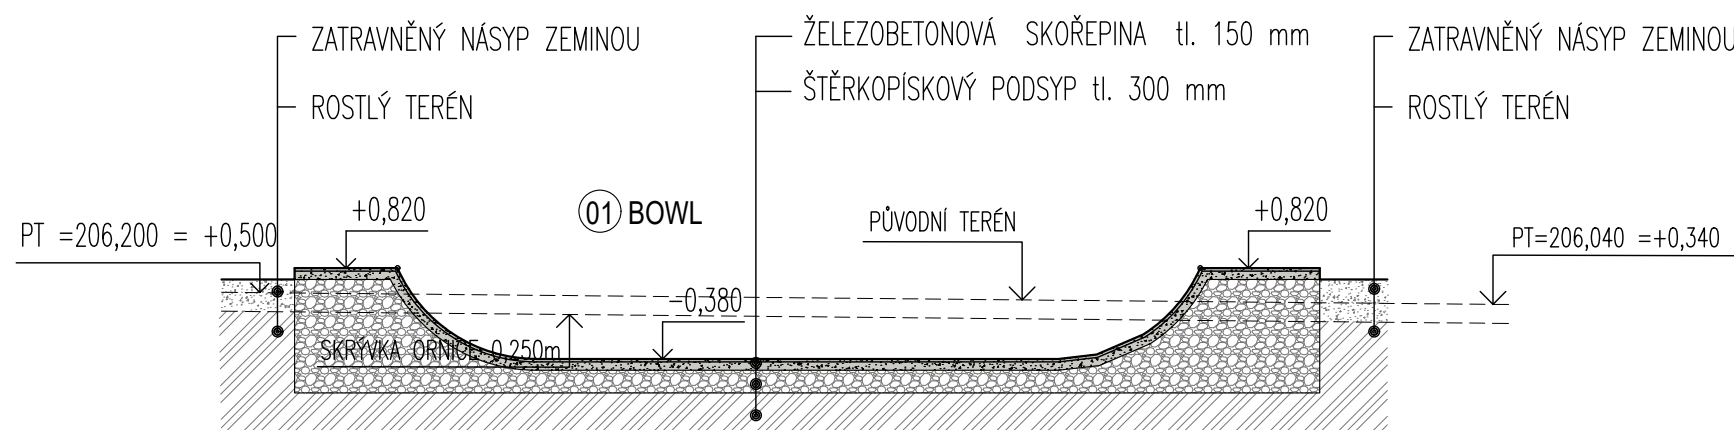 ZATRAVNĚNÝ NÁSYP ZEMINOU
ROSTLÝ TERÉN
ŽELEZOBETONOVÁ SKOŘEPINA tl. 150 mm
ŠTĚRKOPÍSKOVÝ PODSYP tl. 300 mm
ZATRAVNĚNÝ NÁSYP ZEMINOU
ROSTLÝ TERÉN
PT =206,200 = +0,500
+0,820
01 BOWL
PŮVODNÍ TERÉN
+0,820
PT=206,040 =+0,340
-0,380
SKRÝVKA ORNICE 0,250m